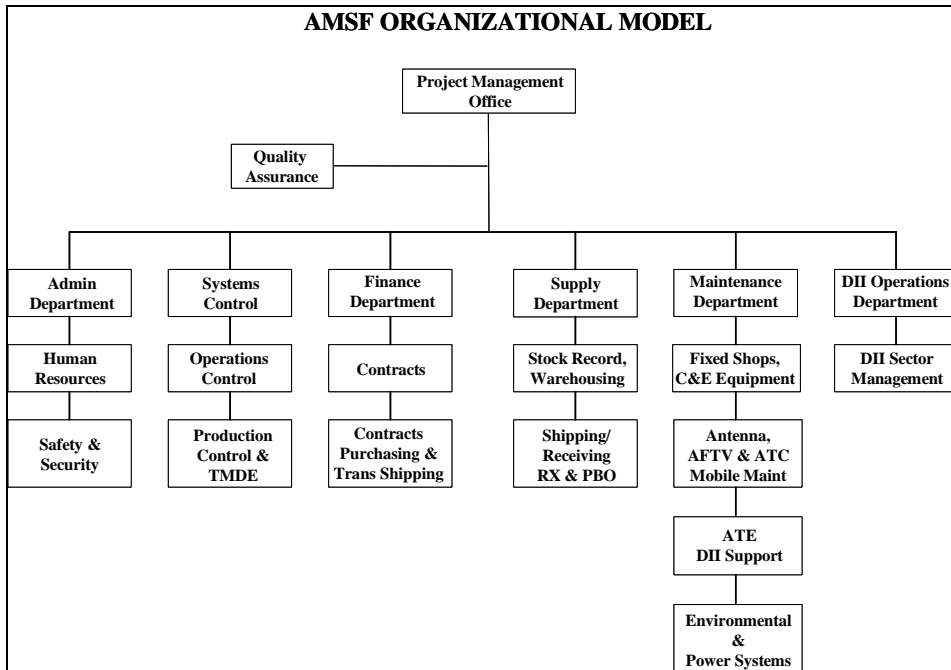 AMSF ORGANIZATIONAL MODEL
Project Management
Office
Quality
Assurance
Admin
Department
Systems
Control
Finance
Department
Supply
Department
Maintenance
Department
DII Operations
Department
Human
Resources
Operations
Control
Contracts
Stock Record,
Warehousing
Fixed Shops,
C&E Equipment
DII Sector
Management
Safety &
Security
Production
Control &
TMDE
Contracts
Purchasing &
Trans Shipping
Shipping/
Receiving
RX & PBO
Antenna,
AFTV & ATC
Mobile Maint
ATE
DII Support
Environmental
&
Power Systems